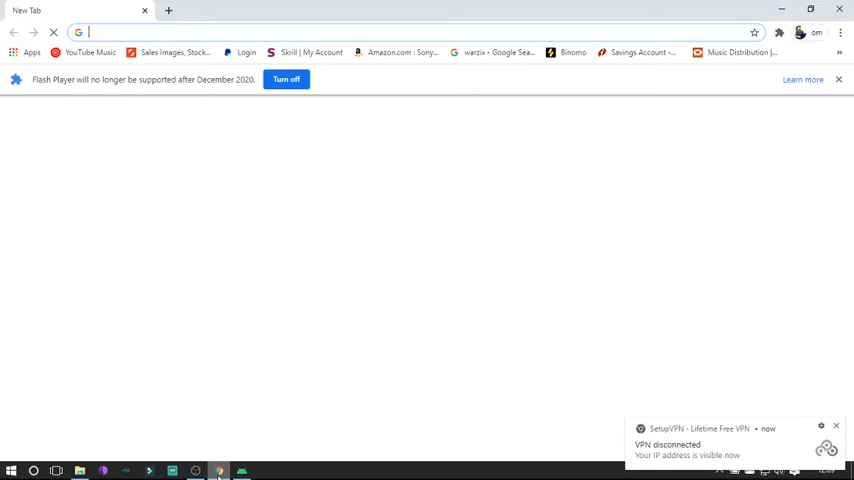 New Tab
om
Apps YouTube Music Sales Images, Stock... Login Skrill | My Account Amazon.com : Sony... warzix - Google Sea... Binomo Savings Account -... Music Distribution |... »
Flash Player will no longer be supported after December 2020. Turn off Learn more
SetupVPN - Lifetime Free VPN • now
VPN disconnected
Your IP address is visible now